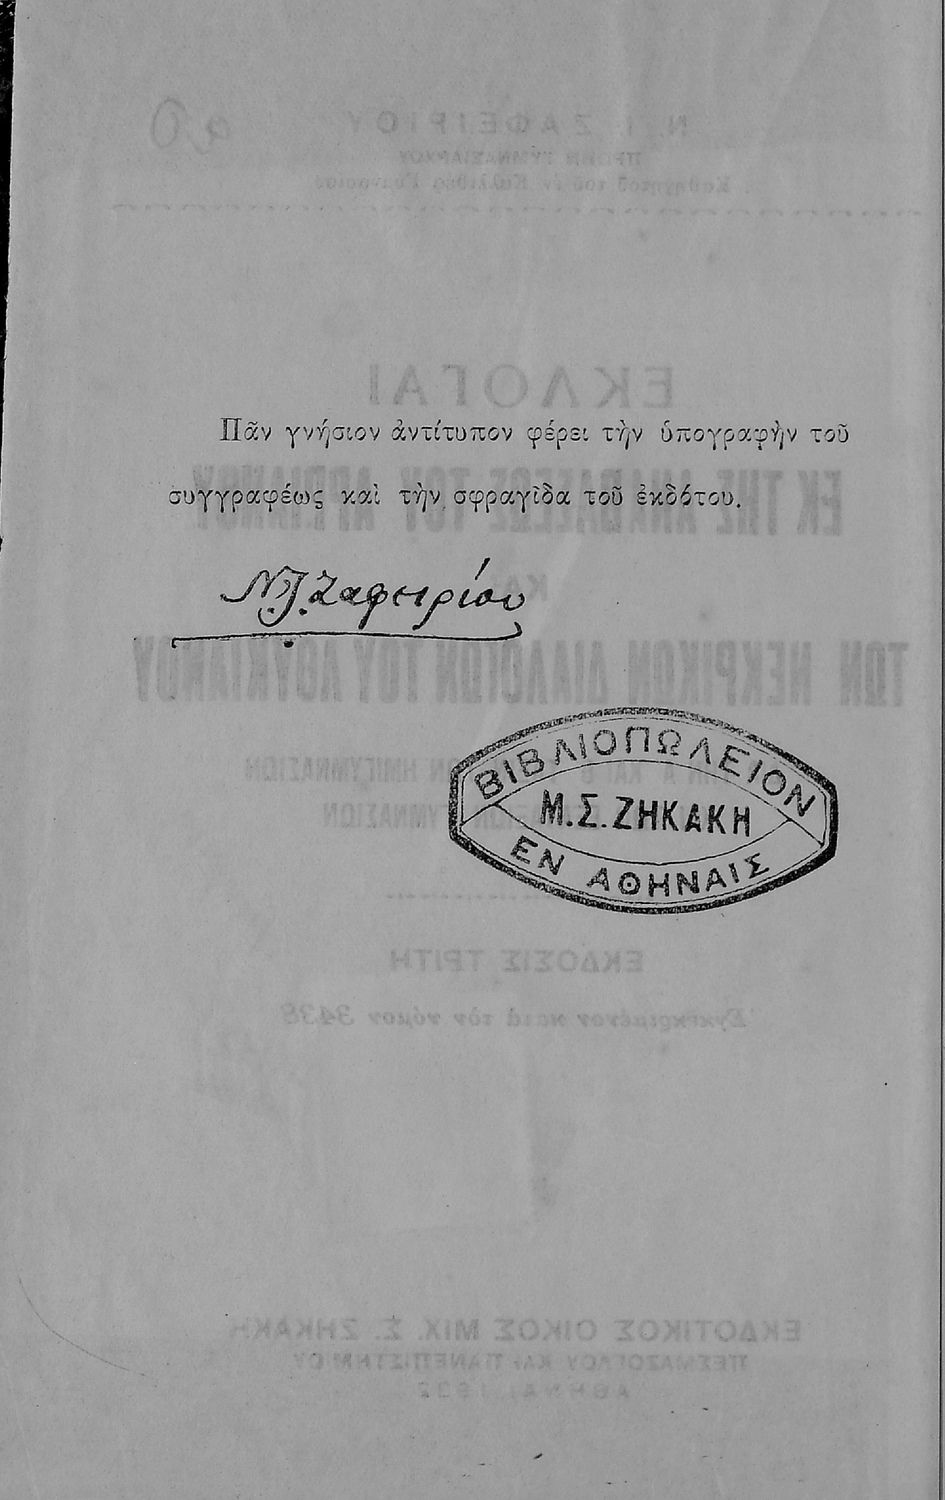 Πᾶν γνήσιον ἀντίτυπον φέρει τὴν ὑπογραφὴν τοῦ
συγγραφέως καὶ τὴν σφραγῖδα τοῦ ἐκδότου.
Ν. Ι. Ζαφειρίου
ΒΙΒΛΙΟΠΩΛΕΙΟΝ
Μ.Σ. ΖΗΚΑΚΗ
ΕΝ ΑΘΗΝΑΙΣ